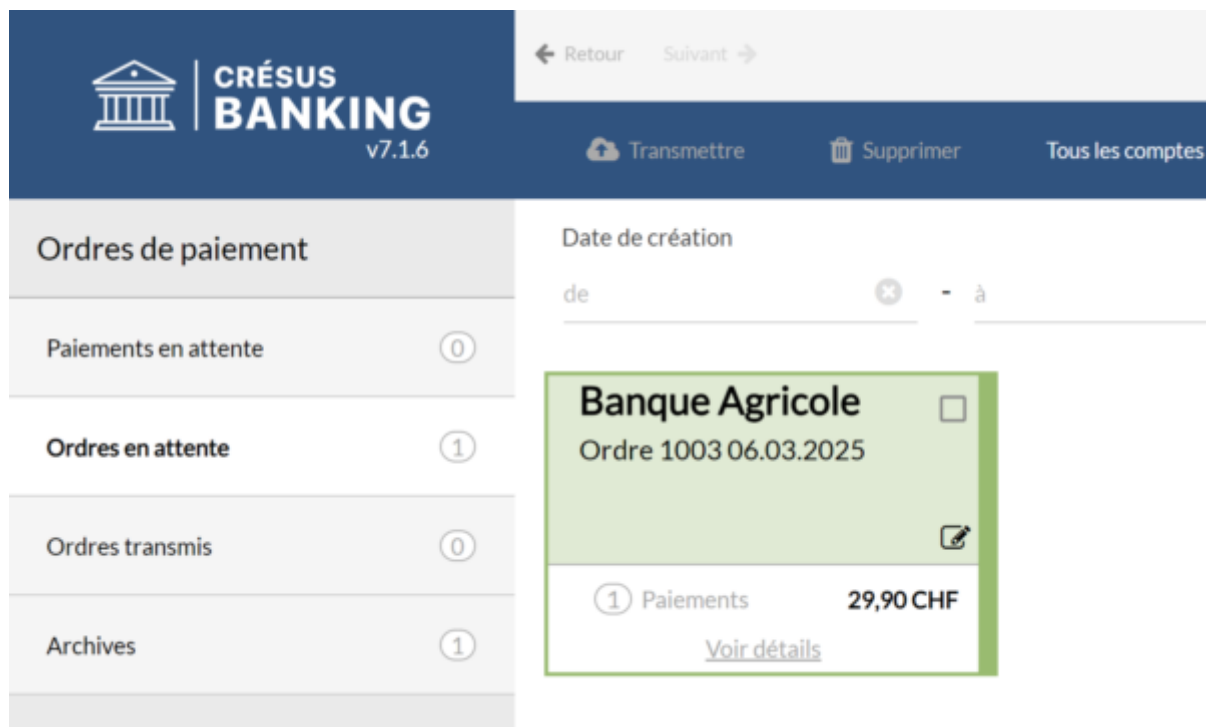 CRÉSUS
BANKING
v7.1.6
Retour Suivant
Transmettre Supprimer Tous les comptes
Ordres de paiement
Paiements en attente 0
Ordres en attente 1
Ordres transmis 0
Archives 1
Date de création
de - à
Banque Agricole
Ordre 1003 06.03.2025
1 Paiements 29,90 CHF
Voir détails